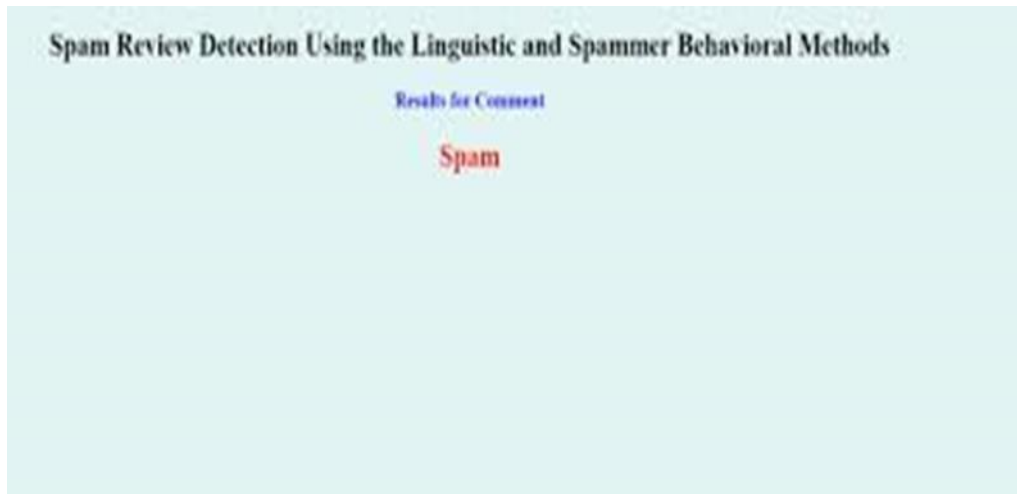 Spam Review Detection Using the Linguistic and Spammer Behavioral Methods
Results for Comment
Spam